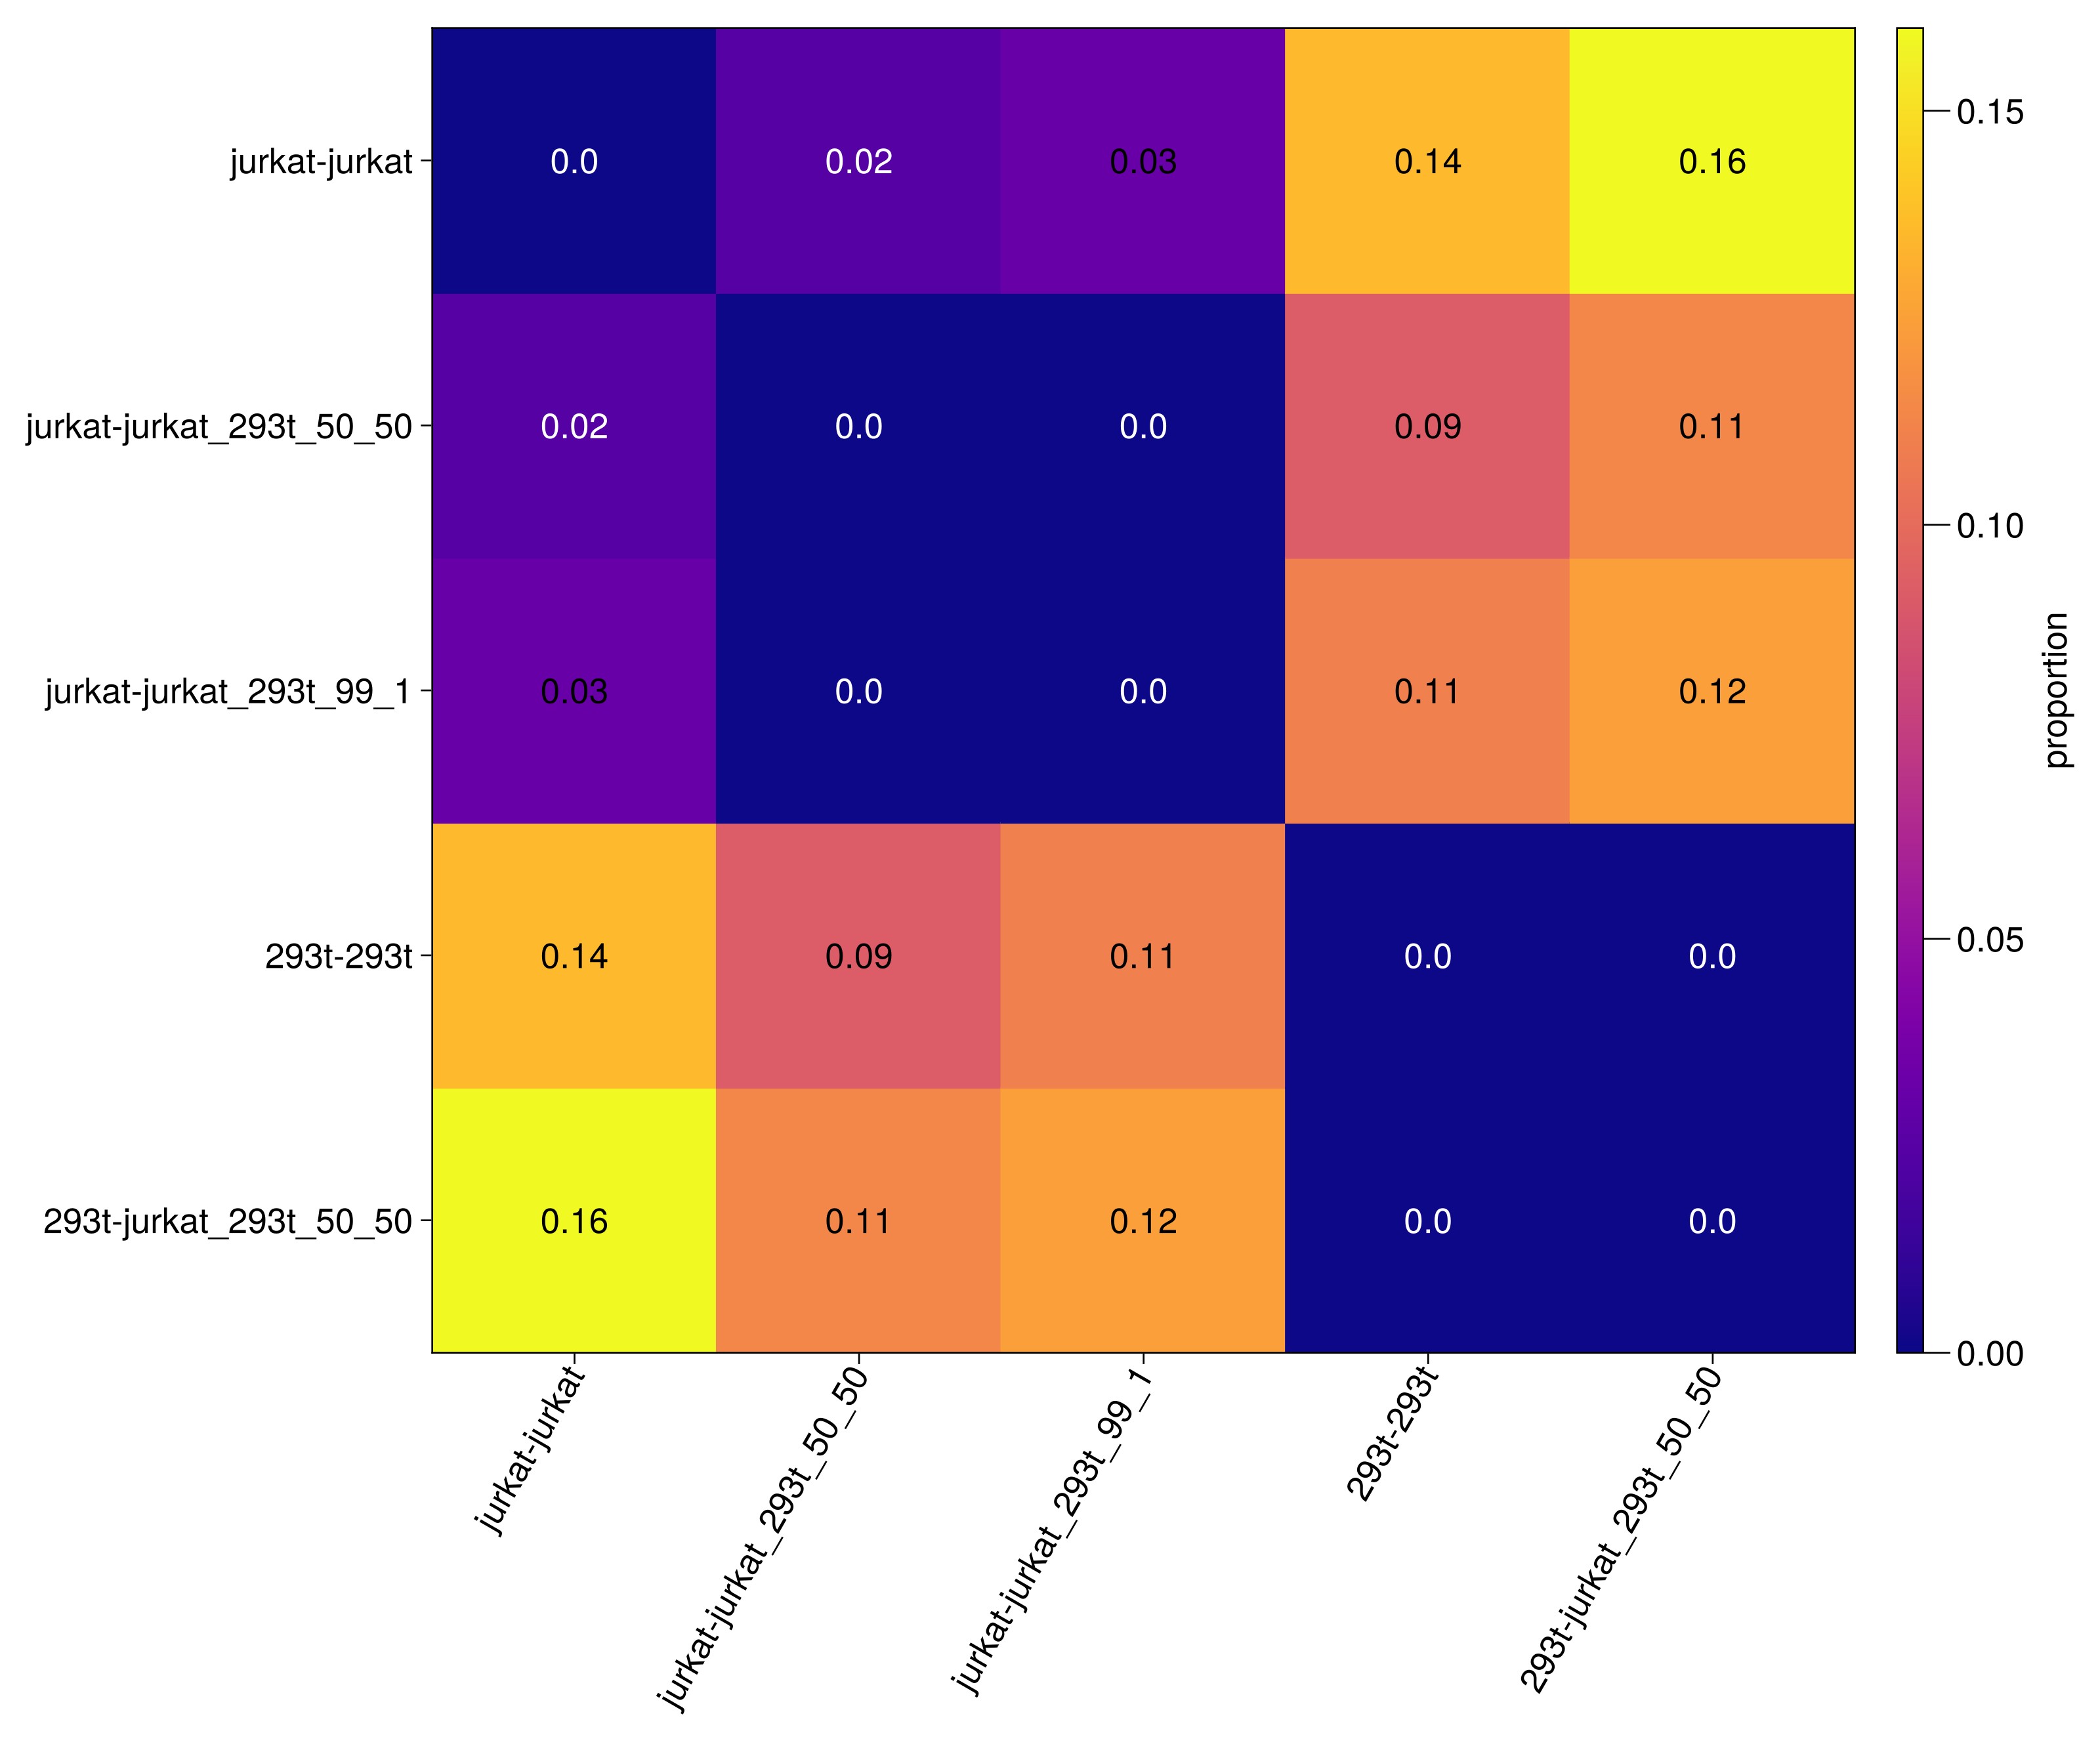 jurkat-jurkat 0.0 0.02 0.03 0.14 0.16
jurkat-jurkat_293t_50_50 0.02 0.0 0.0 0.09 0.11
jurkat-jurkat_293t_99_1 0.03 0.0 0.0 0.11 0.12
293t-293t 0.14 0.09 0.11 0.0 0.0
293t-jurkat_293t_50_50 0.16 0.11 0.12 0.0 0.0
jurkat-jurkat
jurkat-jurkat_293t_50_50
jurkat-jurkat_293t_99_1
293t-293t
293t-jurkat_293t_50_50
0.15
0.10
0.05
0.00
proportion